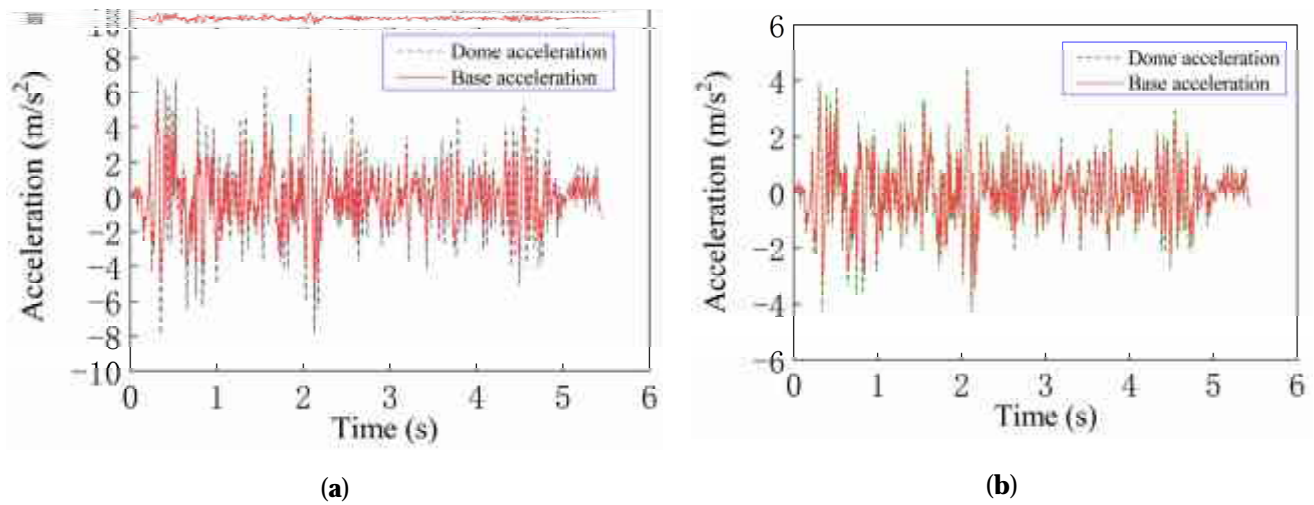 Dome acceleration
Base acceleration
8
6
4
2
0
−2
−4
−6
−8
−10
Acceleration (m/s²)
0 1 2 3 4 5 6
Time (s)
(a)
6
4
2
0
−2
−4
−6
Acceleration (m/s²)
Dome acceleration
Base acceleration
0 1 2 3 4 5 6
Time (s)
(b)